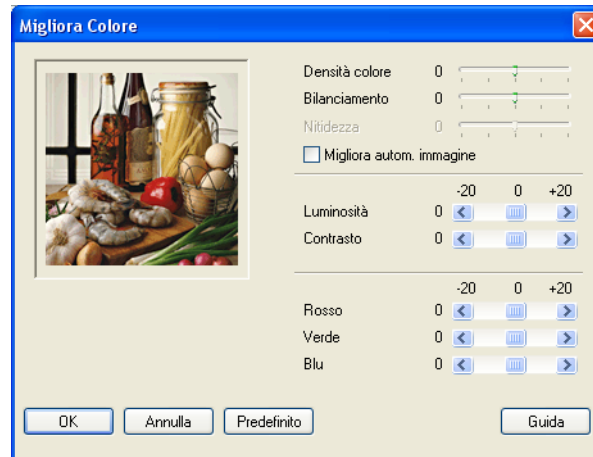 Migliora Colore
Densità colore 0
Bilanciamento 0
Nitidezza 0
Migliora autom. immagine
-20 0 +20
Luminosità 0
Contrasto 0
-20 0 +20
Rosso 0
Verde 0
Blu 0
OK Annulla Predefinito Guida